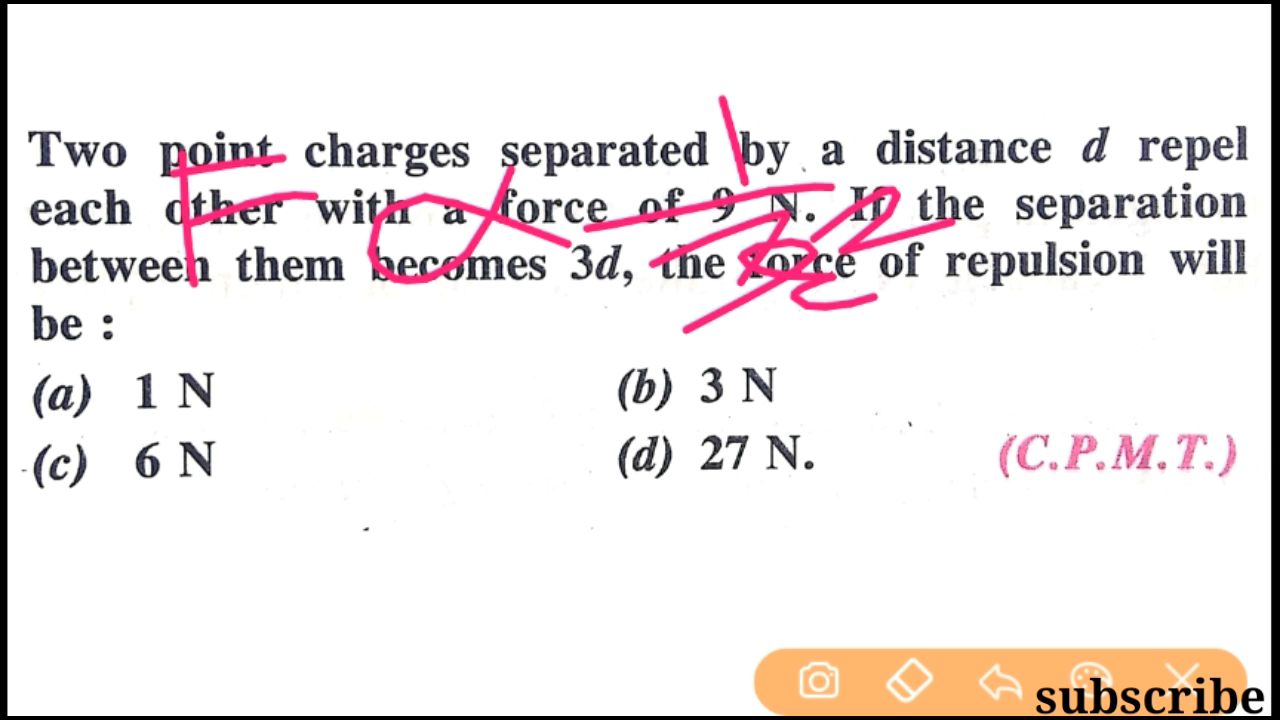 Two point charges separated by a distance d repel
each other with a force of 9 N. If the separation
between them becomes 3d, the force of repulsion will
be :
(a) 1 N (b) 3 N
(c) 6 N (d) 27 N. (C.P.M.T.)
F α 1
subscribe